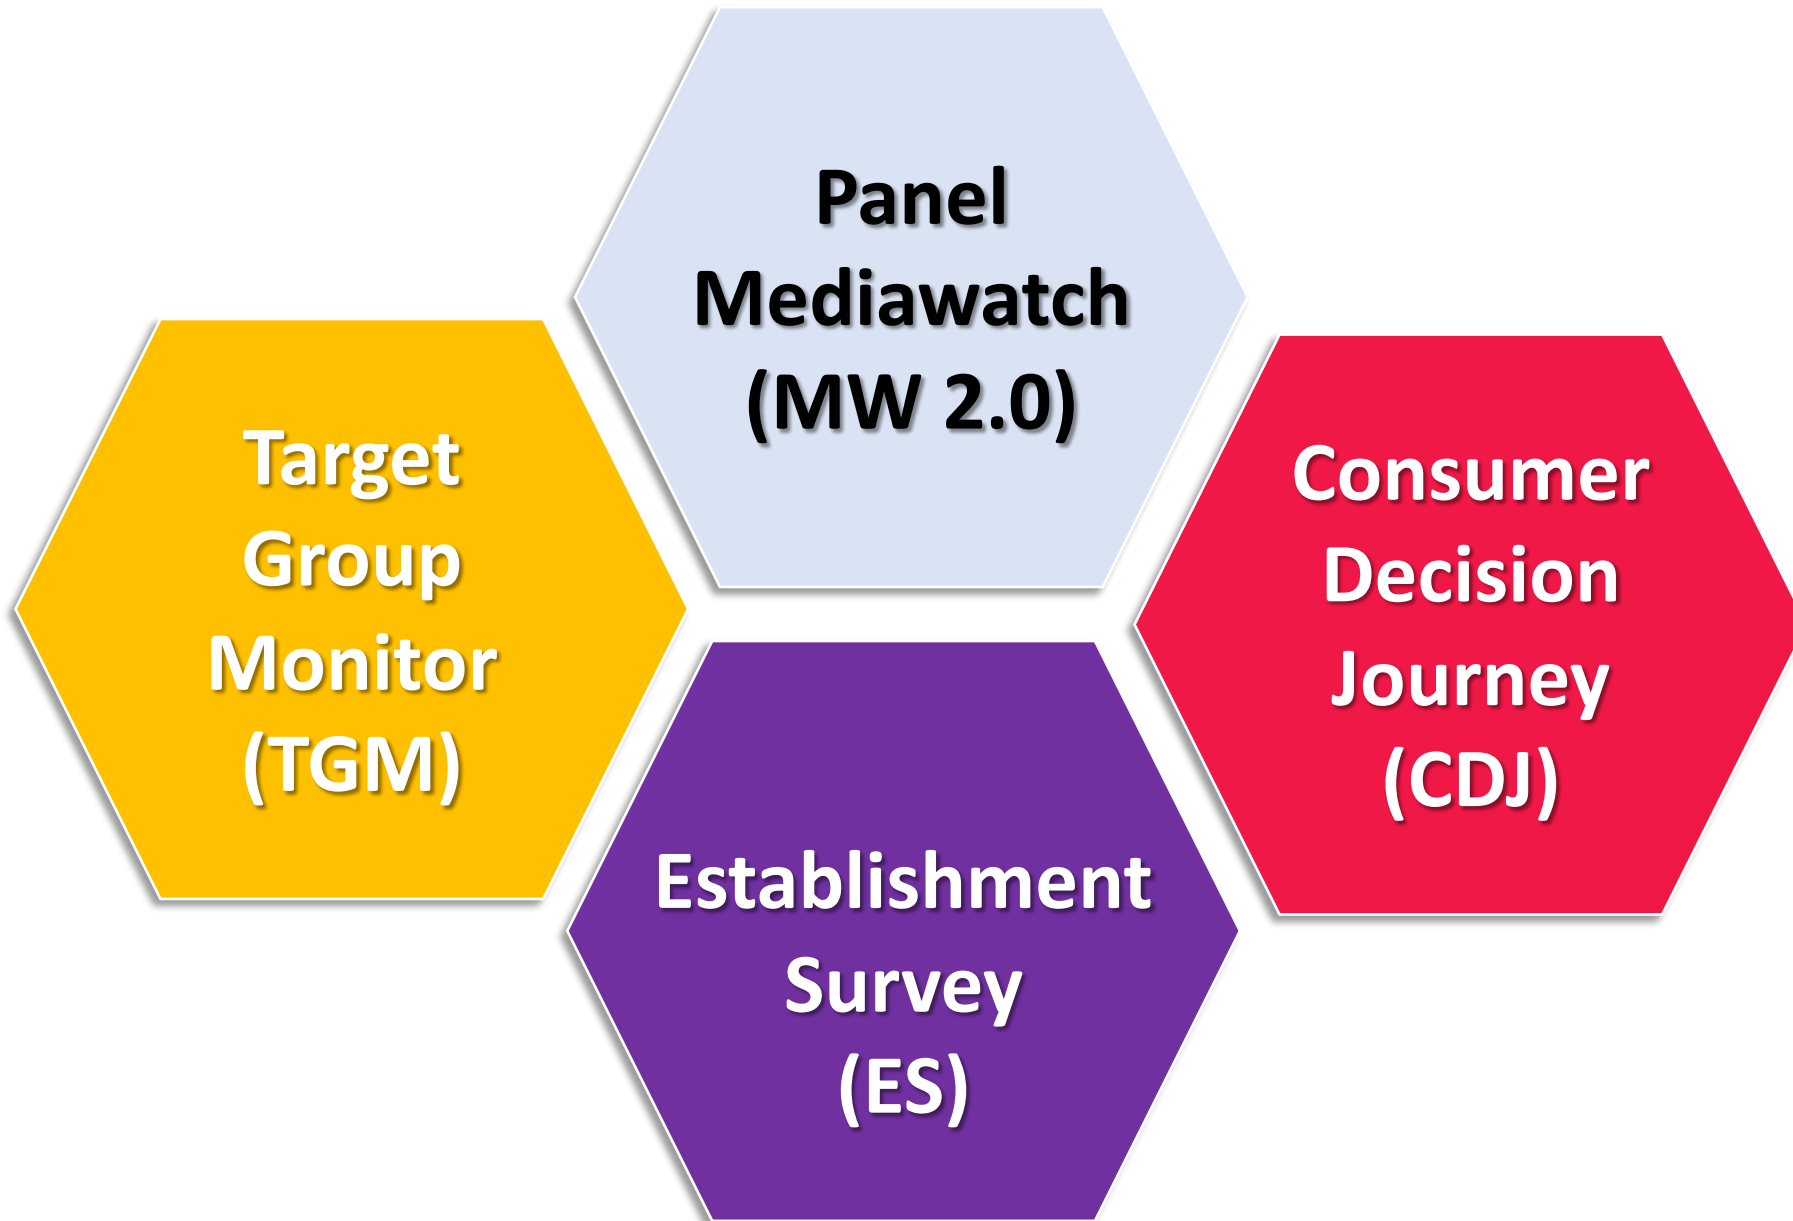 Panel
Mediawatch
(MW 2.0)
Target
Group
Monitor
(TGM)
Consumer
Decision
Journey
(CDJ)
Establishment
Survey
(ES)